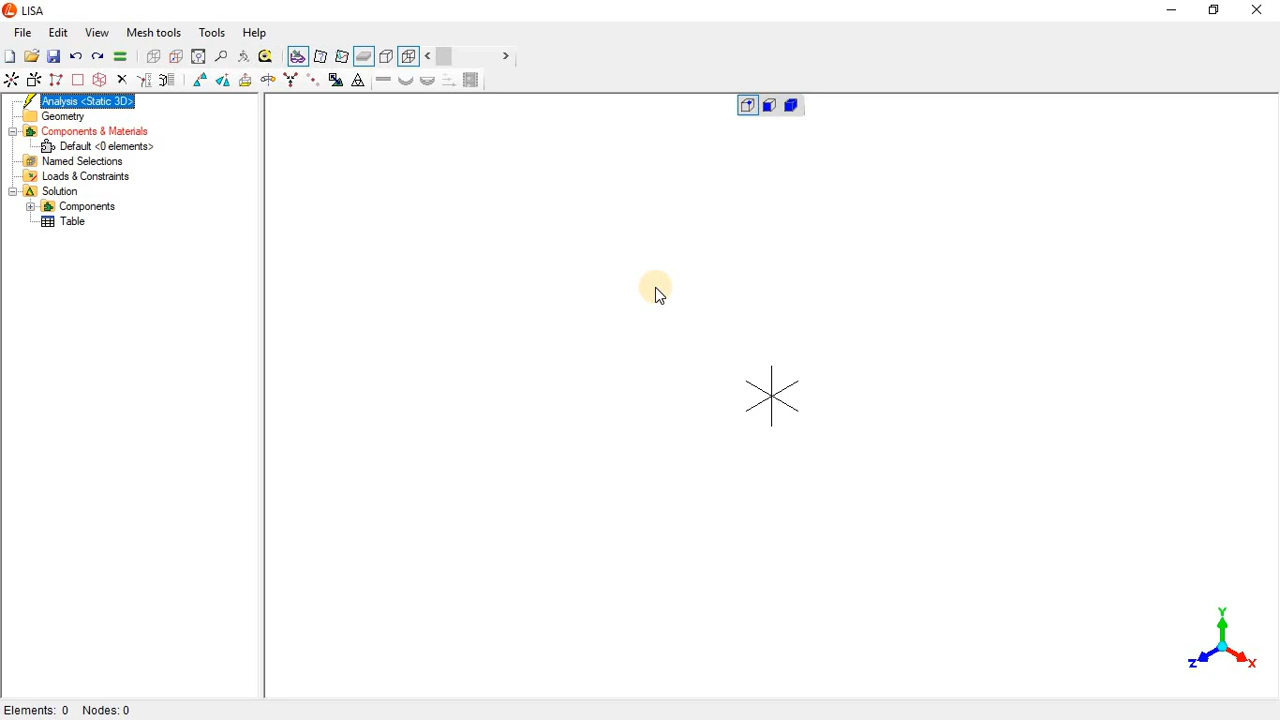 LISA
File Edit View Mesh tools Tools Help
Analysis <Static 3D>
Geometry
Components & Materials
Default <0 elements>
Named Selections
Loads & Constraints
Solution
Components
Table
Y
Z
X
Elements: 0 Nodes: 0